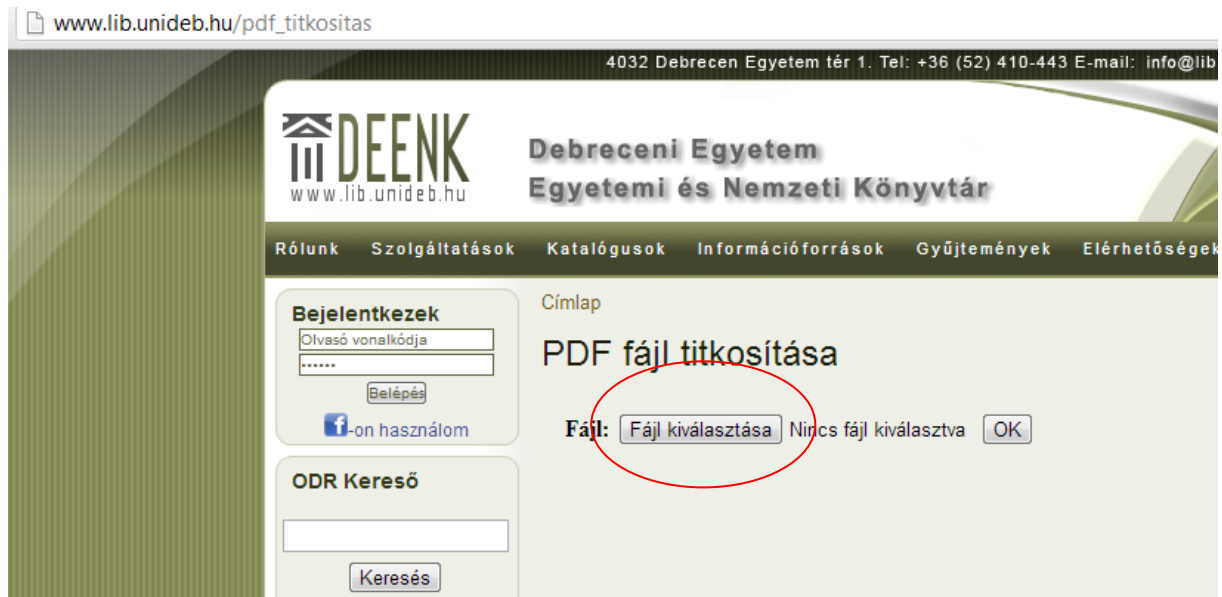 www.lib.unideb.hu/pdf_titkositas
4032 Debrecen Egyetem tér 1. Tel: +36 (52) 410-443 E-mail: info@lib
DEENK
www.lib.unideb.hu
Debreceni Egyetem
Egyetemi és Nemzeti Könyvtár
Rólunk Szolgáltatások Katalógusok Információforrások Gyűjtemények Elérhetőségek
Bejelentkezek
Olvasó vonalkódja
••••••
Belépés
f-on használom
ODR Kereső
Keresés
Címlap
PDF fájl titkosítása
Fájl: Fájl kiválasztása Nincs fájl kiválasztva OK